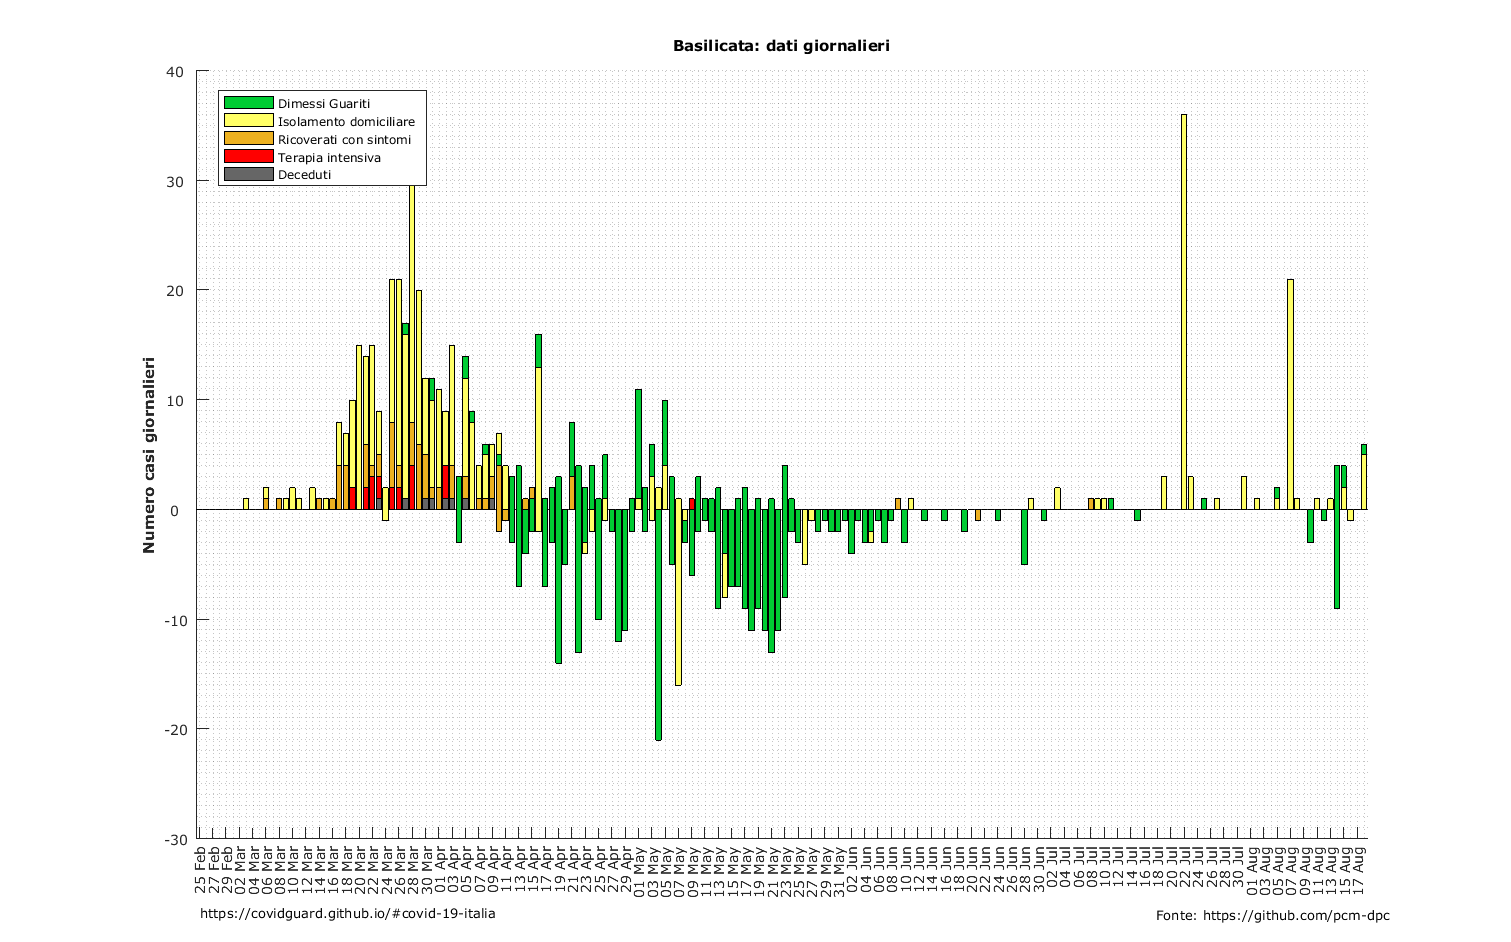 Basilicata: dati giornalieri
40
30
20
10
0
-10
-20
-30
Numero casi giornalieri
Dimessi Guariti
Isolamento domiciliare
Ricoverati con sintomi
Terapia intensiva
Deceduti
25 Feb
27 Feb
29 Feb
02 Mar
04 Mar
06 Mar
08 Mar
10 Mar
12 Mar
14 Mar
16 Mar
18 Mar
20 Mar
22 Mar
24 Mar
26 Mar
28 Mar
30 Mar
01 Apr
03 Apr
05 Apr
07 Apr
09 Apr
11 Apr
13 Apr
15 Apr
17 Apr
19 Apr
21 Apr
23 Apr
25 Apr
27 Apr
29 Apr
01 May
03 May
05 May
07 May
09 May
11 May
13 May
15 May
17 May
19 May
21 May
23 May
25 May
27 May
29 May
31 May
02 Jun
04 Jun
06 Jun
08 Jun
10 Jun
12 Jun
14 Jun
16 Jun
18 Jun
20 Jun
22 Jun
24 Jun
26 Jun
28 Jun
30 Jun
02 Jul
04 Jul
06 Jul
08 Jul
10 Jul
12 Jul
14 Jul
16 Jul
18 Jul
20 Jul
22 Jul
24 Jul
26 Jul
28 Jul
30 Jul
01 Aug
03 Aug
05 Aug
07 Aug
09 Aug
11 Aug
13 Aug
15 Aug
17 Aug
https://covidguard.github.io/#covid-19-italia
Fonte: https://github.com/pcm-dpc